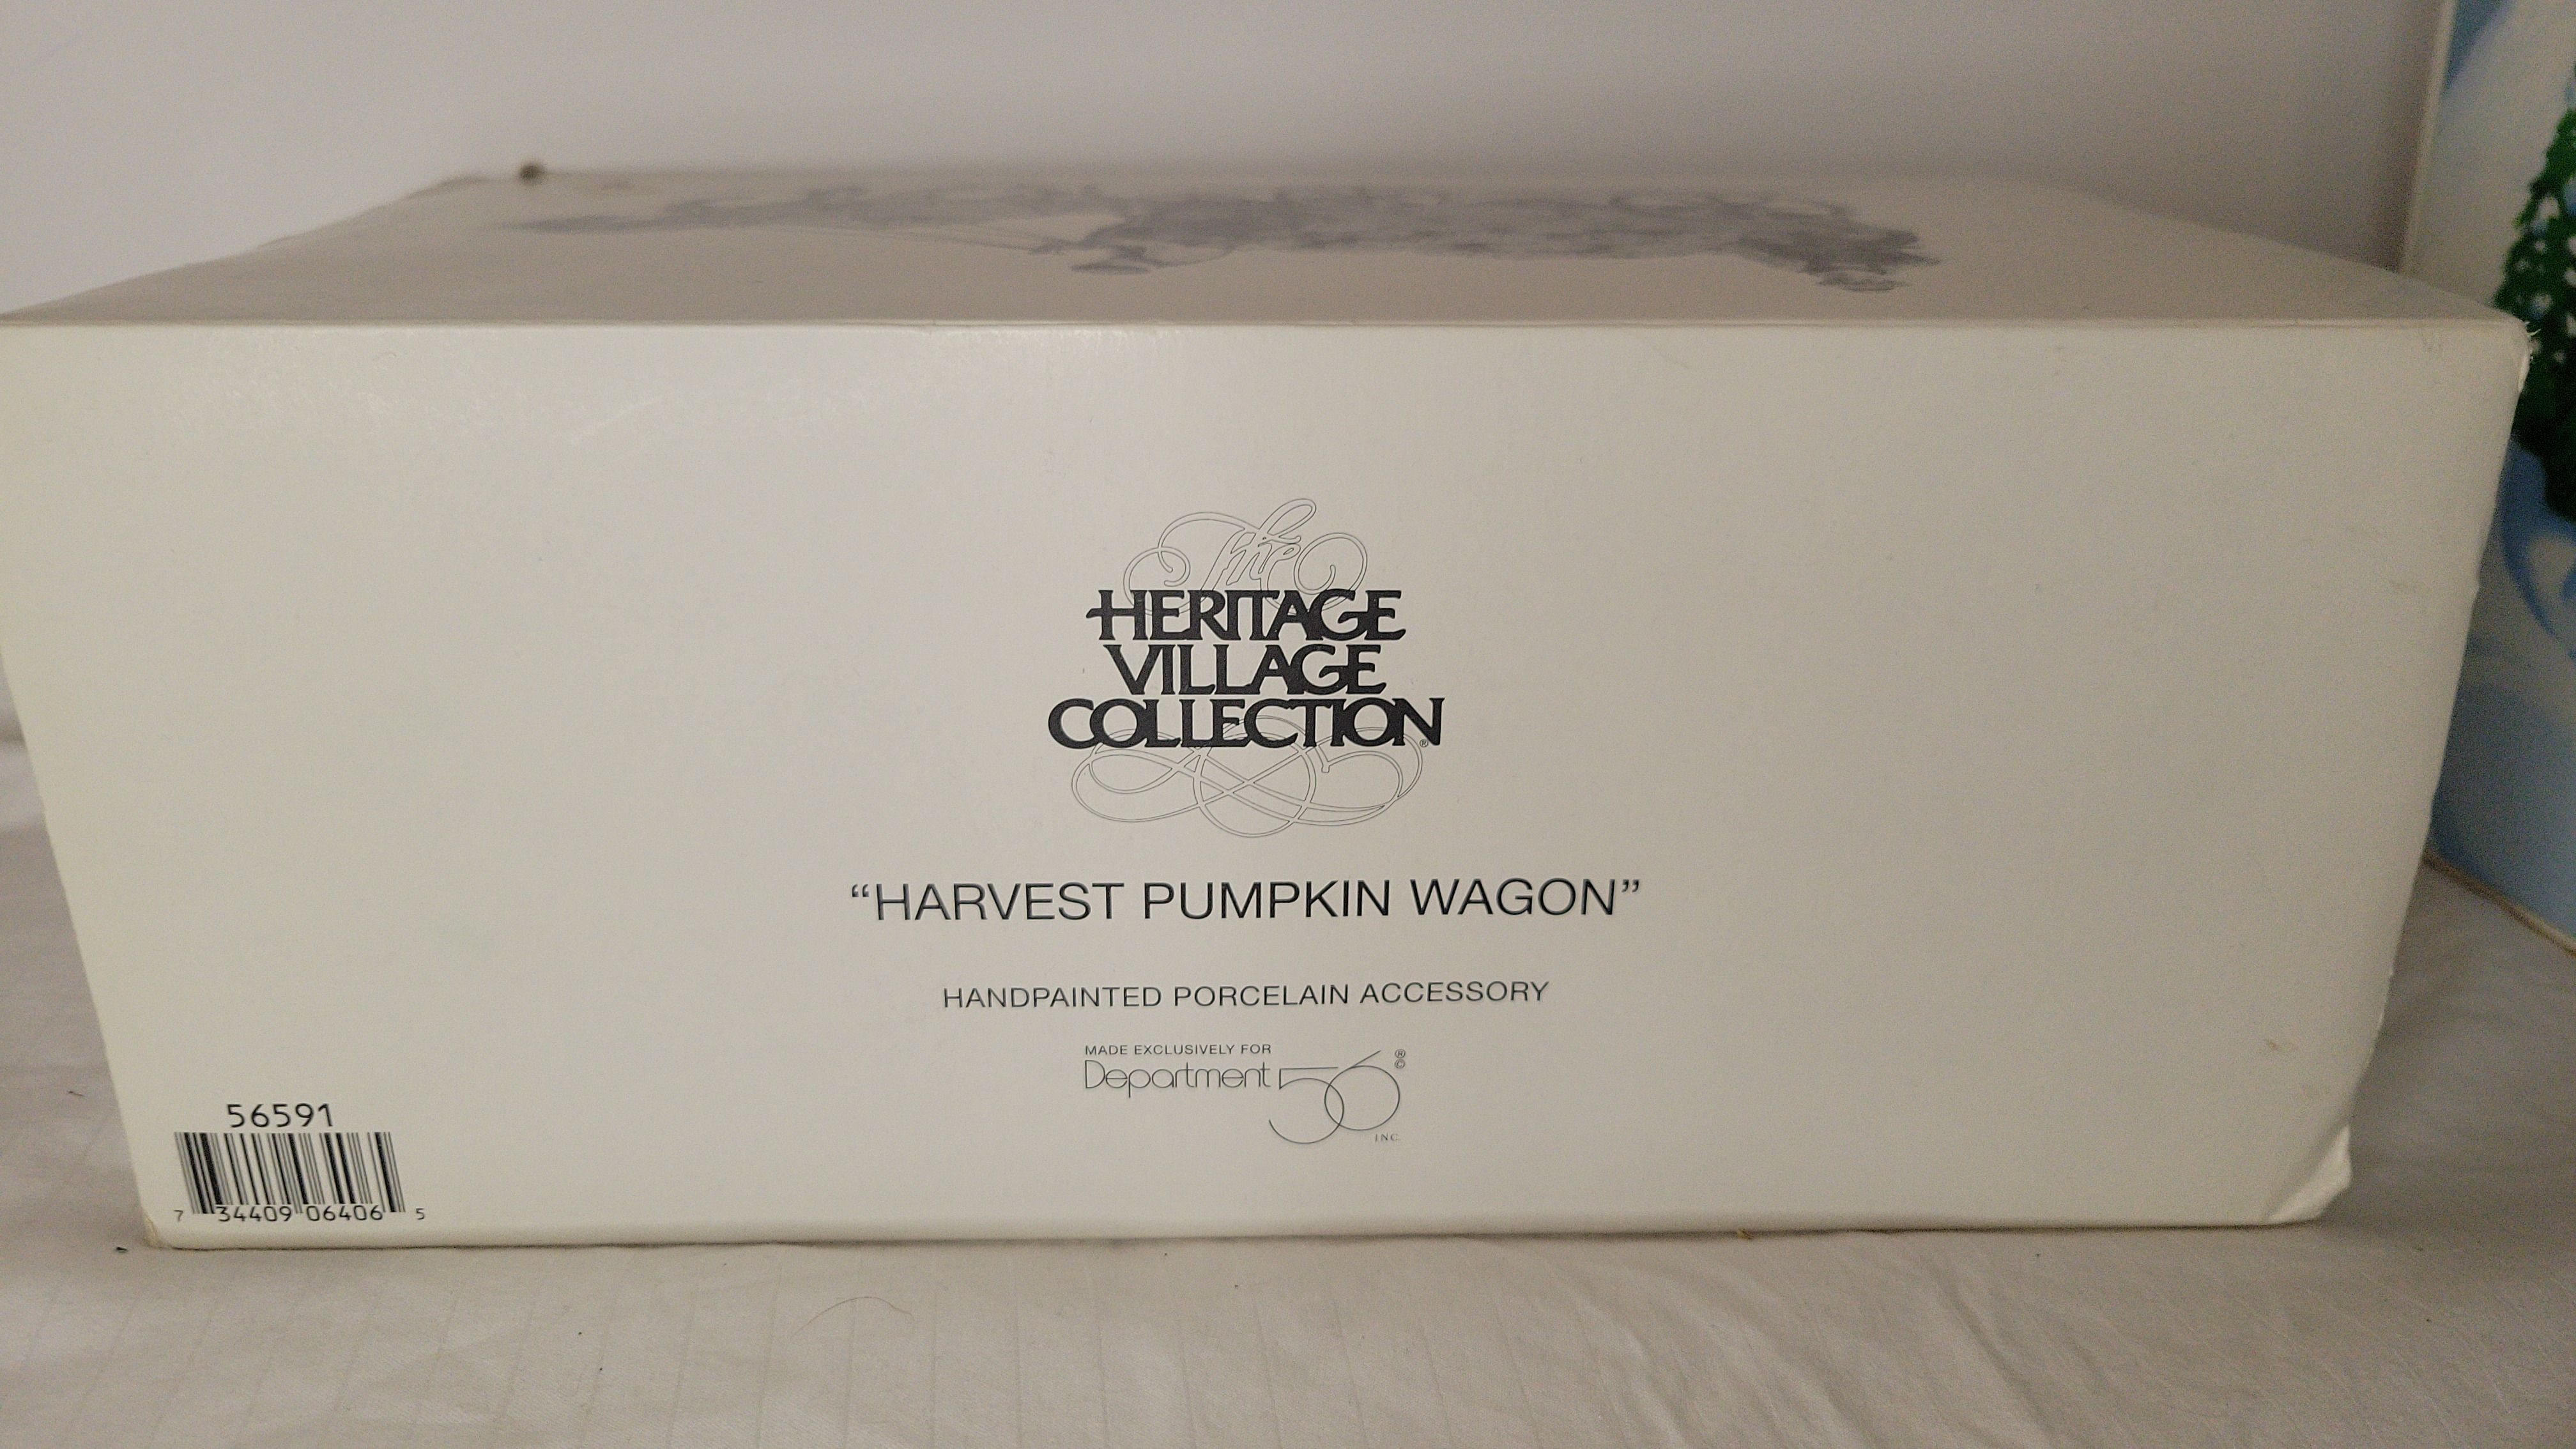 The
HERITAGE
VILLAGE
COLLECTION®
“HARVEST PUMPKIN WAGON”
HANDPAINTED PORCELAIN ACCESSORY
MADE EXCLUSIVELY FOR
Department 56 ® ©
INC.
56591
7 34409 06406 5